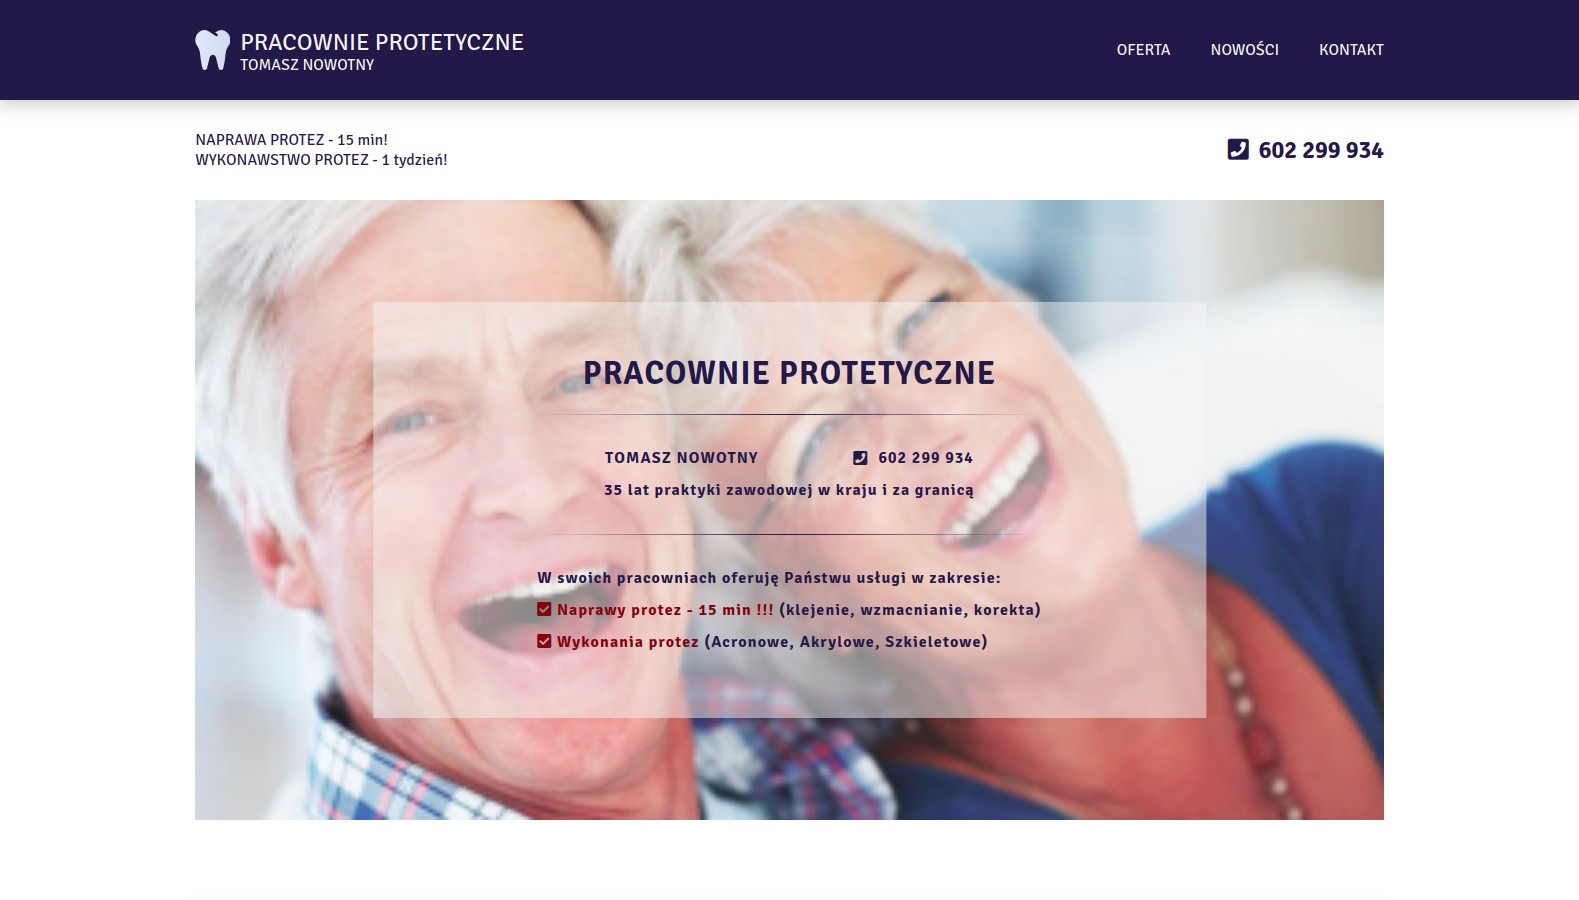 PRACOWNIE PROTETYCZNE
TOMASZ NOWOTNY
OFERTA NOWOŚCI KONTAKT
NAPRAWA PROTEZ - 15 min!
WYKONAWSTWO PROTEZ - 1 tydzień!
602 299 934
PRACOWNIE PROTETYCZNE
TOMASZ NOWOTNY 602 299 934
35 lat praktyki zawodowej w kraju i za granicą
W swoich pracowniach oferuję Państwu usługi w zakresie:
Naprawy protez - 15 min !!! (klejenie, wzmacnianie, korekta)
Wykonania protez (Acronowe, Akrylowe, Szkieletowe)